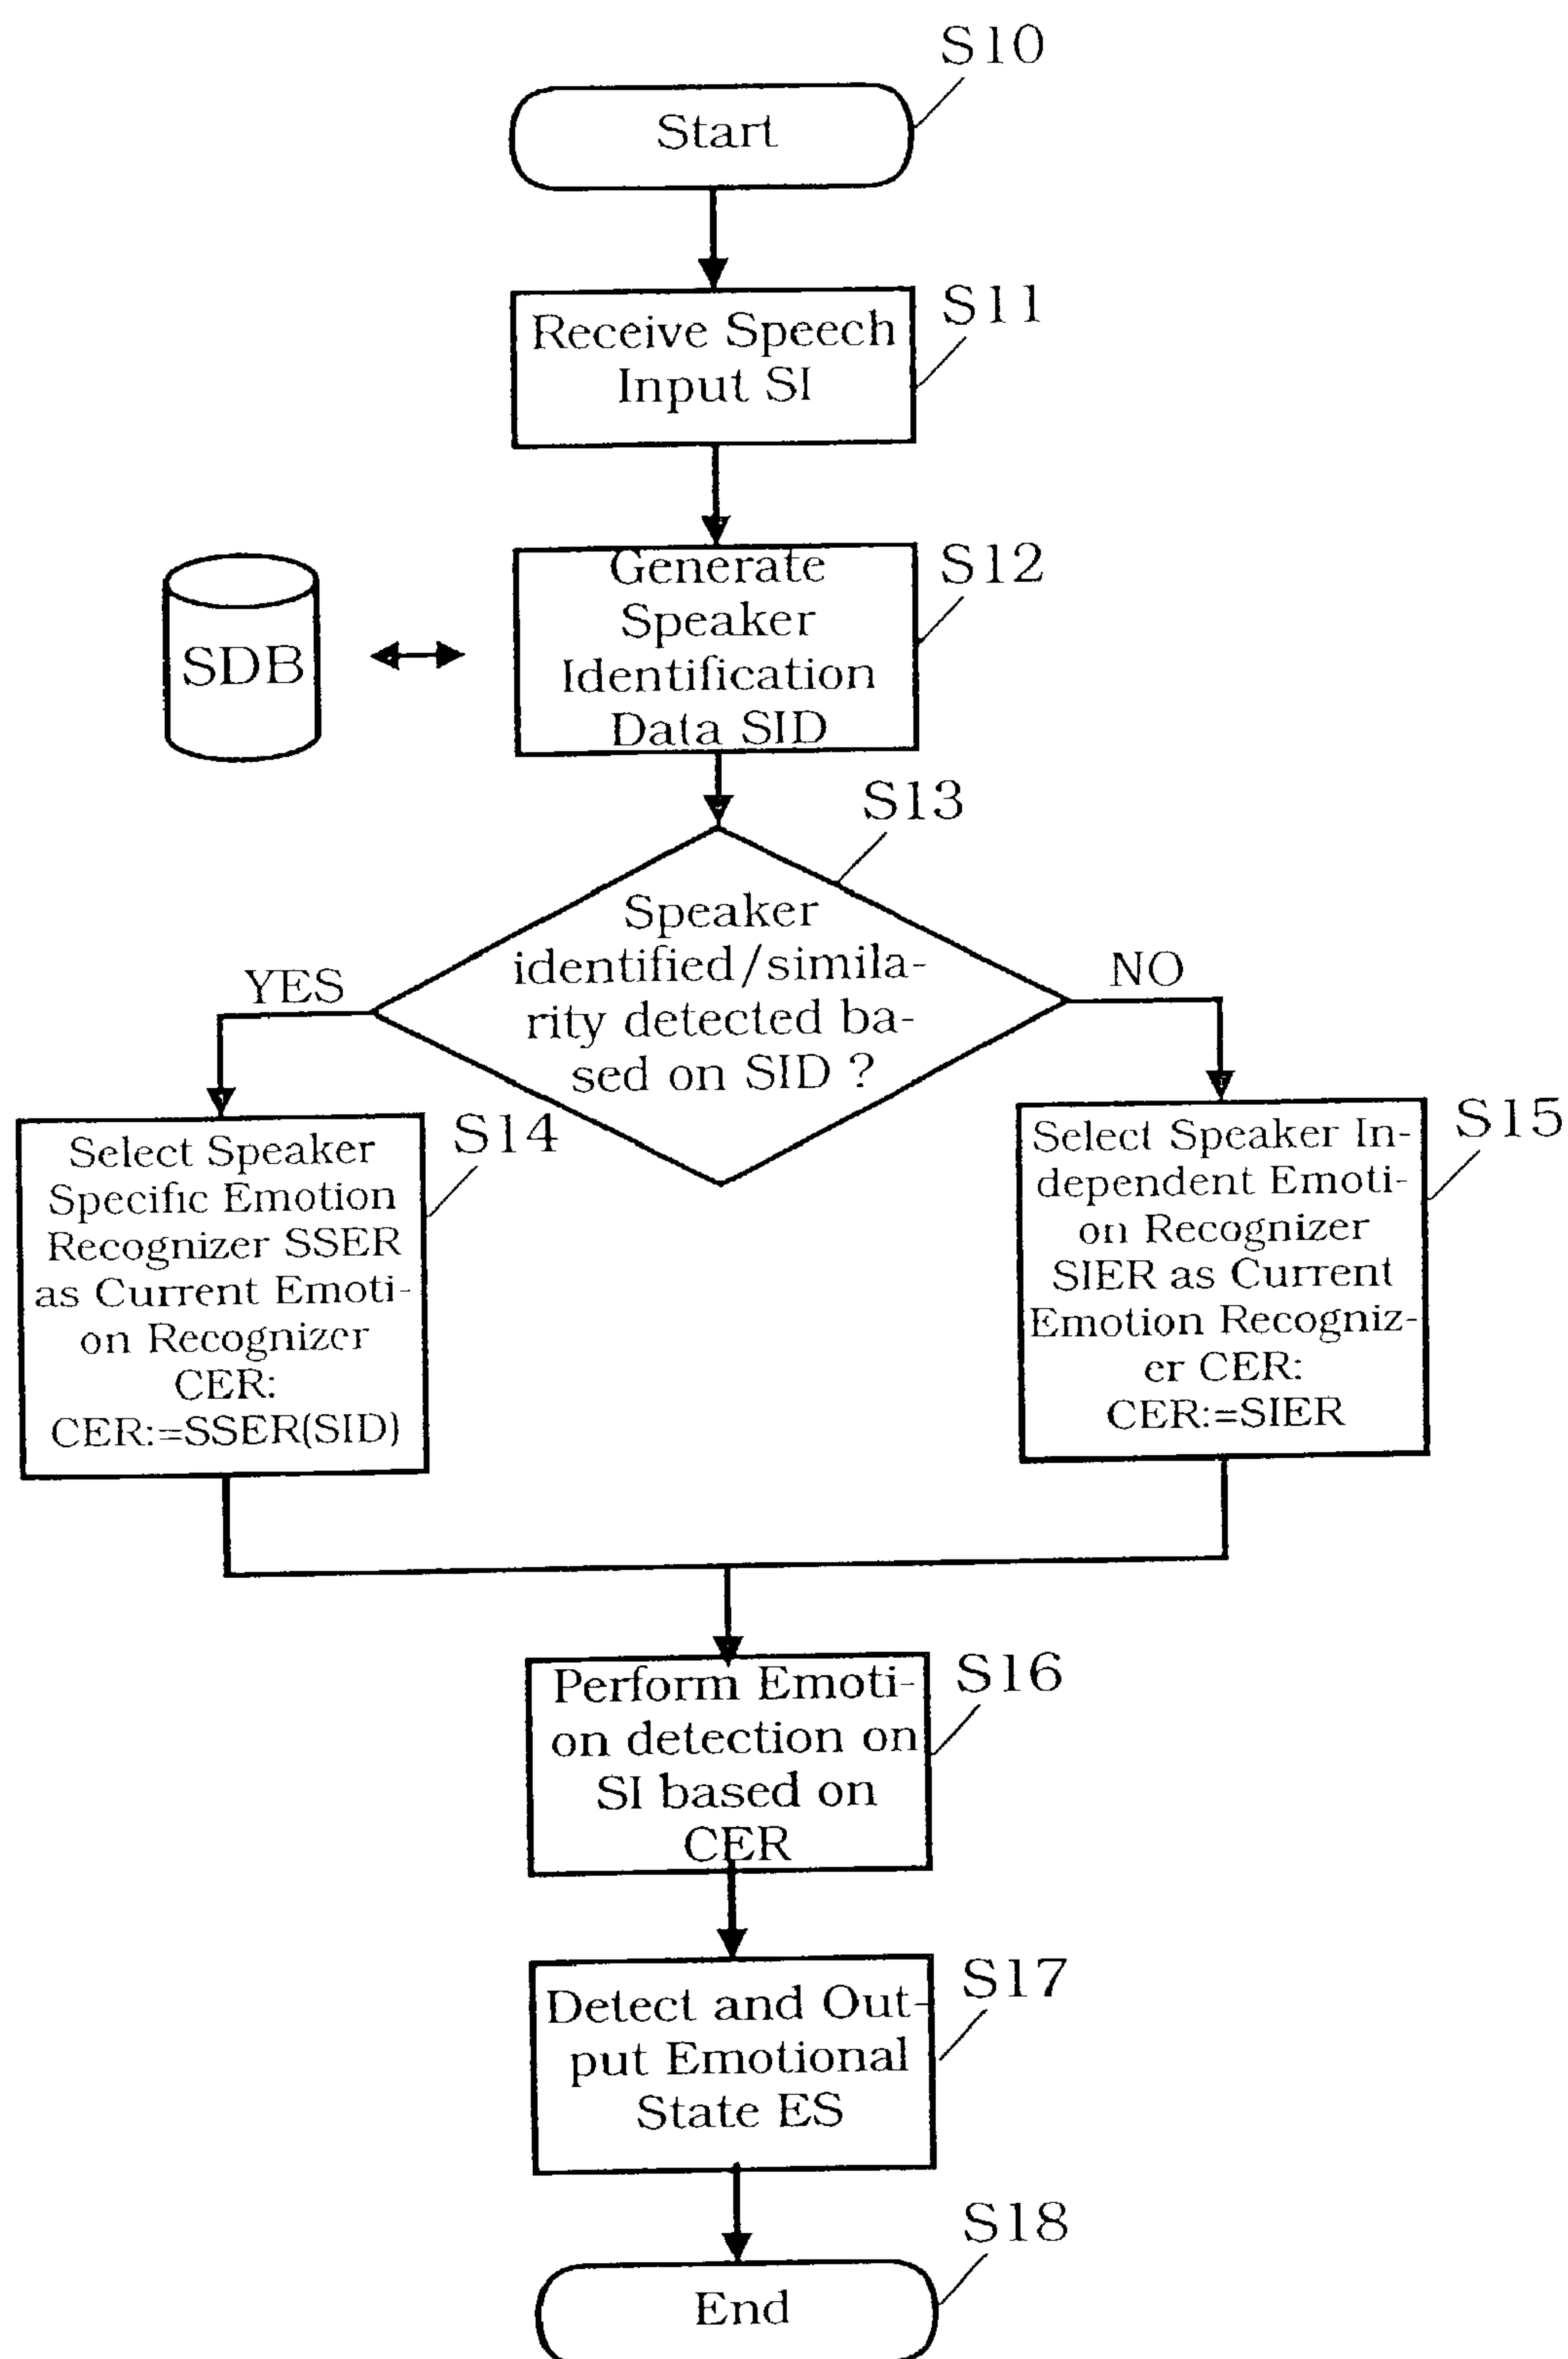 S10
Start
S11
Receive Speech
Input SI
S12
Generate
Speaker
Identification
Data SID
SDB
S13
Speaker
identified/simila-
rity detected ba-
sed on SID ?
YES
NO
S14
Select Speaker
Specific Emotion
Recognizer SSER
as Current Emoti-
on Recognizer
CER:
CER:=SSER(SID)
S15
Select Speaker In-
dependent Emoti-
on Recognizer
SIER as Current
Emotion Recogniz-
er CER:
CER:=SIER
S16
Perform Emoti-
on detection on
SI based on
CER
S17
Detect and Out-
put Emotional
State ES
S18
End